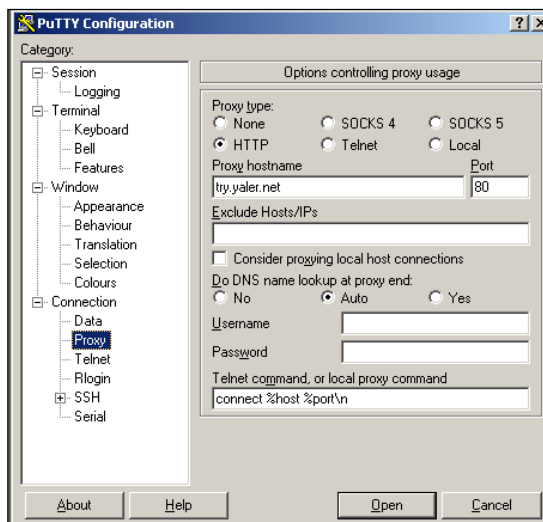 PuTTY Configuration
Category:
Session
Logging
Terminal
Keyboard
Bell
Features
Window
Appearance
Behaviour
Translation
Selection
Colours
Connection
Data
Proxy
Telnet
Rlogin
SSH
Serial
Options controlling proxy usage
Proxy type:
None SOCKS 4 SOCKS 5
HTTP Telnet Local
Proxy hostname Port
try.yaler.net 80
Exclude Hosts/IPs
Consider proxying local host connections
Do DNS name lookup at proxy end:
No Auto Yes
Username
Password
Telnet command, or local proxy command
connect %host %port\n
About Help Open Cancel